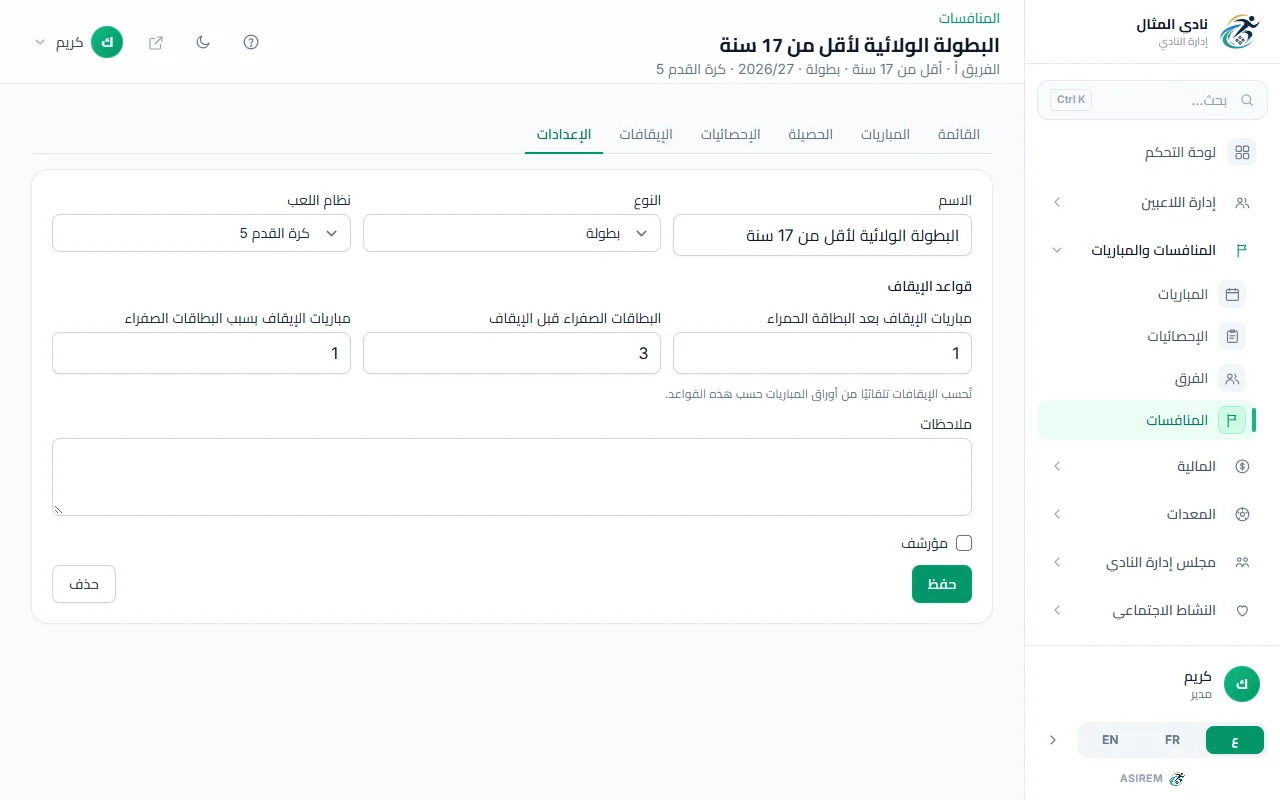 نادي المثال
إدارة النادي
بحث...
Ctrl K
لوحة التحكم
إدارة اللاعبين
المنافسات والمباريات
المباريات
الإحصائيات
الفرق
المنافسات
المالية
المعدات
مجلس إدارة النادي
النشاط الاجتماعي
ك
كريم
مدير
ع
FR
EN
ASIREM
المنافسات
البطولة الولائية لأقل من 17 سنة
الفريق أ · أقل من 17 سنة · بطولة · 2026/27 · كرة القدم 5
ك
كريم
القائمة
المباريات
الحصيلة
الإحصائيات
الإيقافات
الإعدادات
الاسم
النوع
نظام اللعب
البطولة الولائية لأقل من 17 سنة
بطولة
كرة القدم 5
قواعد الإيقاف
مباريات الإيقاف بعد البطاقة الحمراء
البطاقات الصفراء قبل الإيقاف
مباريات الإيقاف بسبب البطاقات الصفراء
1
3
1
تُحسب الإيقافات تلقائيًا من أوراق المباريات حسب هذه القواعد.
ملاحظات
مؤرشف
حفظ
حذف